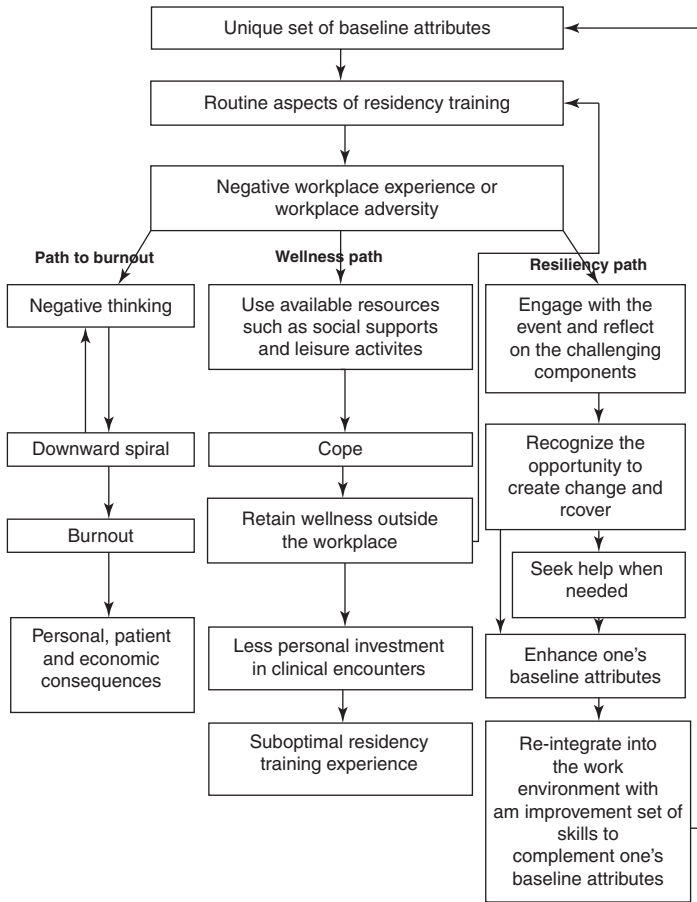 Unique set of baseline attributes
Routine aspects of residency training
Negative workplace experience or
workplace adversity
Path to burnout
Negative thinking
Downward spiral
Burnout
Personal, patient
and economic
consequences
Wellness path
Use available resources
such as social supports
and leisure activites
Cope
Retain wellness outside
the workplace
Less personal investment
in clinical encounters
Suboptimal residency
training experience
Resiliency path
Engage with the
event and reflect
on the challenging
components
Recognize the
opportunity to
create change and
rcover
Seek help when
needed
Enhance one's
baseline attributes
Re-integrate into
the work
environment with
am improvement set of
skills to
complement one's
baseline attributes